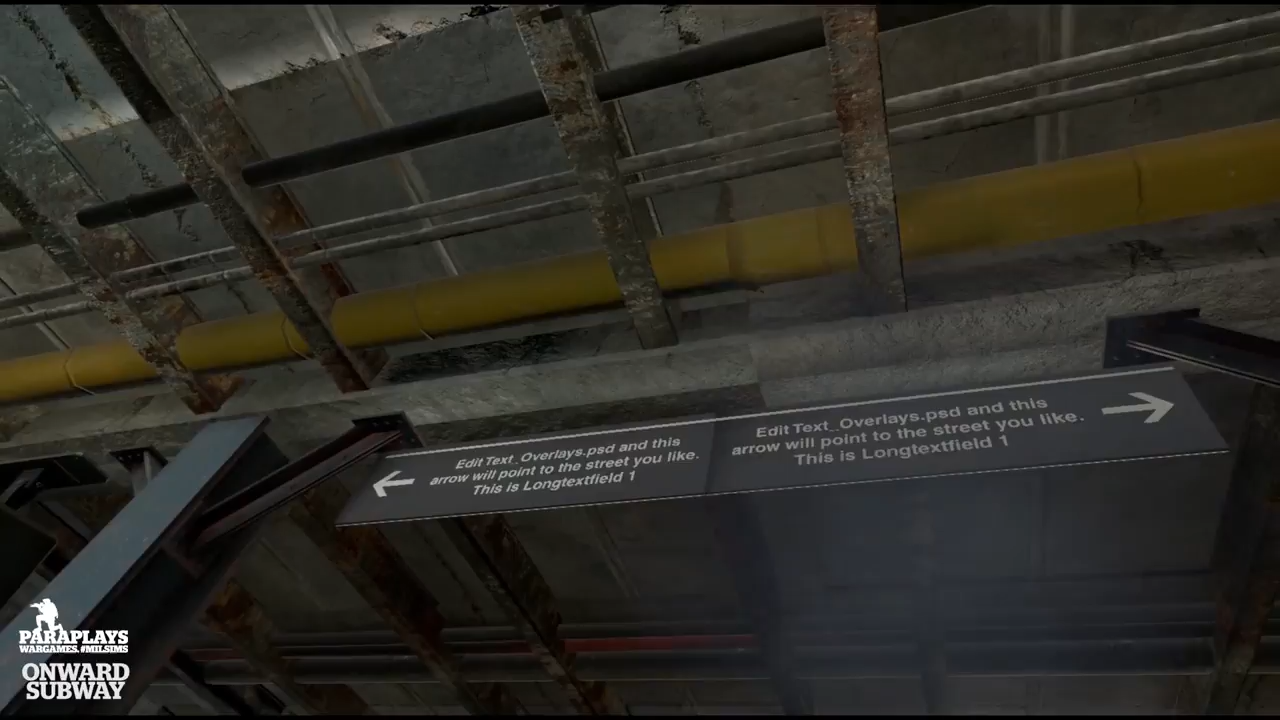 Edit Text_Overlays.psd and this
arrow will point to the street you like.
This is Longtextfield 1
Edit Text_Overlays.psd and this
arrow will point to the street you like.
This is Longtextfield 1
PARAPLAYS
WARGAMES. #MILSIMS
ONWARD
SUBWAY